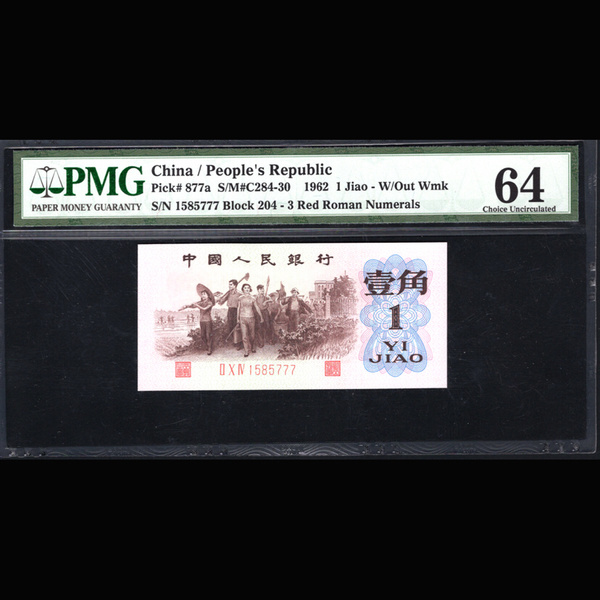 PMG
PAPER MONEY GUARANTY
China / People's Republic
Pick# 877a S/M#C284-30 1962 1 Jiao - W/Out Wmk
S/N 1585777 Block 204 - 3 Red Roman Numerals
64
Choice Uncirculated
中國人民銀行
壹角
1
YI
JIAO
II X IV 1585777